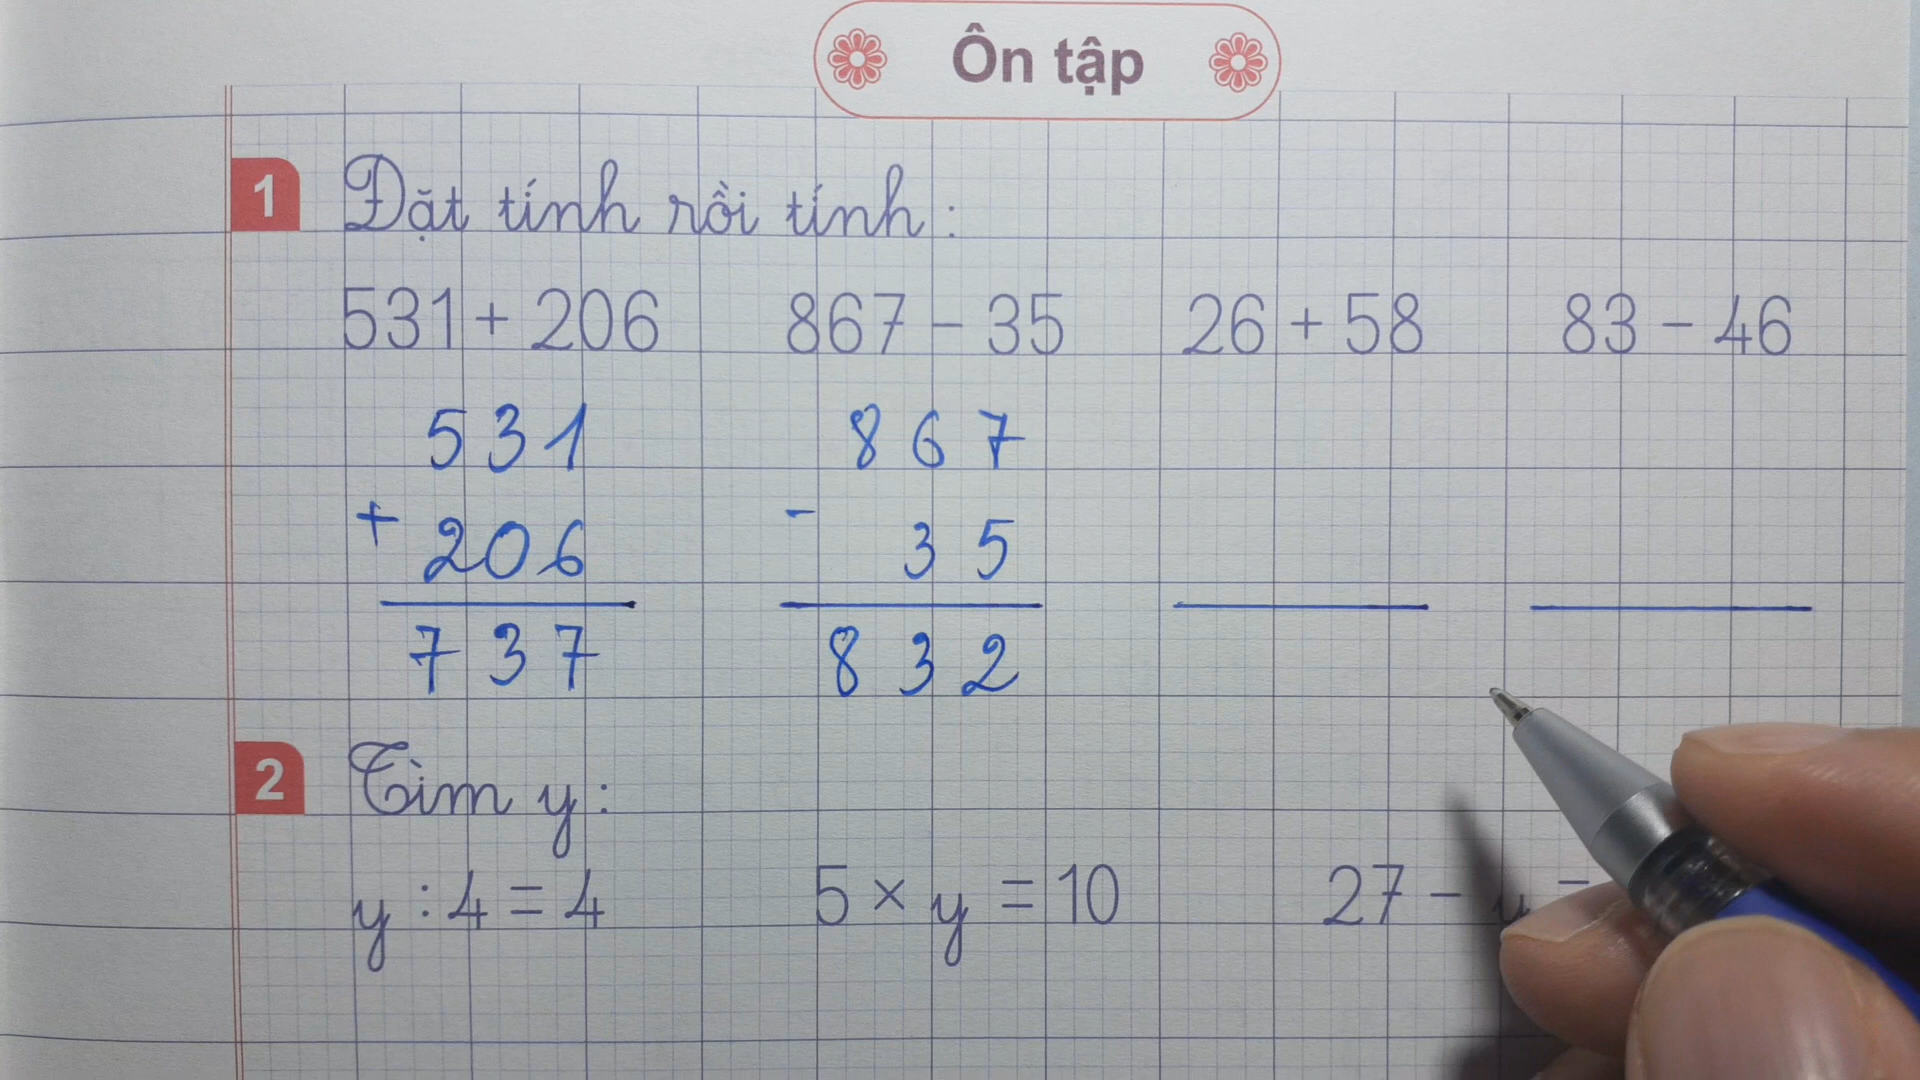 Ôn tập
1 Đặt tính rồi tính:
531 + 206 867 - 35 26 + 58 83 - 46
531 867
+ 206 - 35
737 832
2 Tìm y:
y : 4 = 4 5 × y = 10 27 - y =